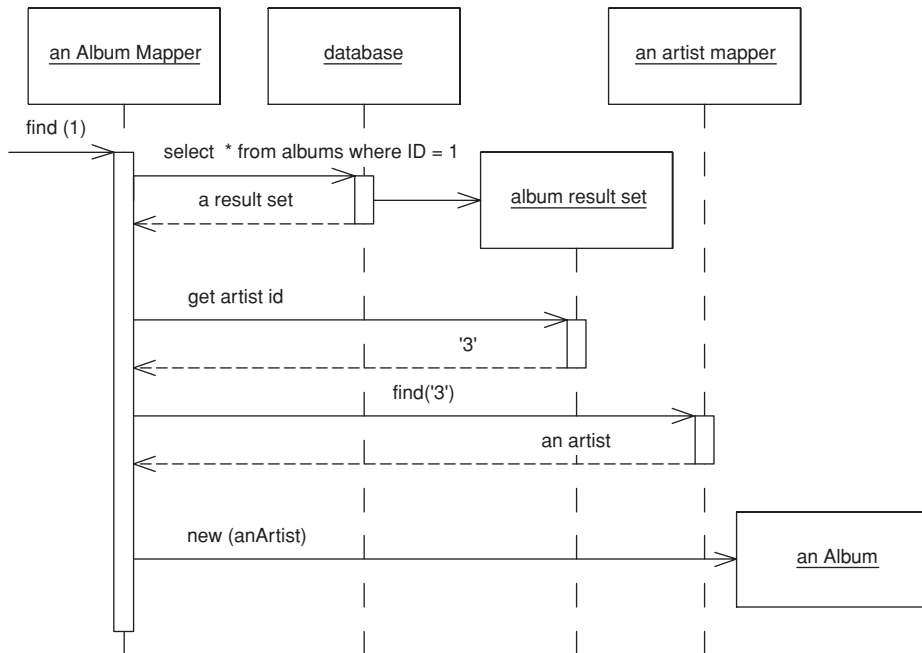 an Album Mapper
database
an artist mapper
find (1)
select * from albums where ID = 1
a result set
album result set
get artist id
'3'
find('3')
an artist
new (anArtist)
an Album